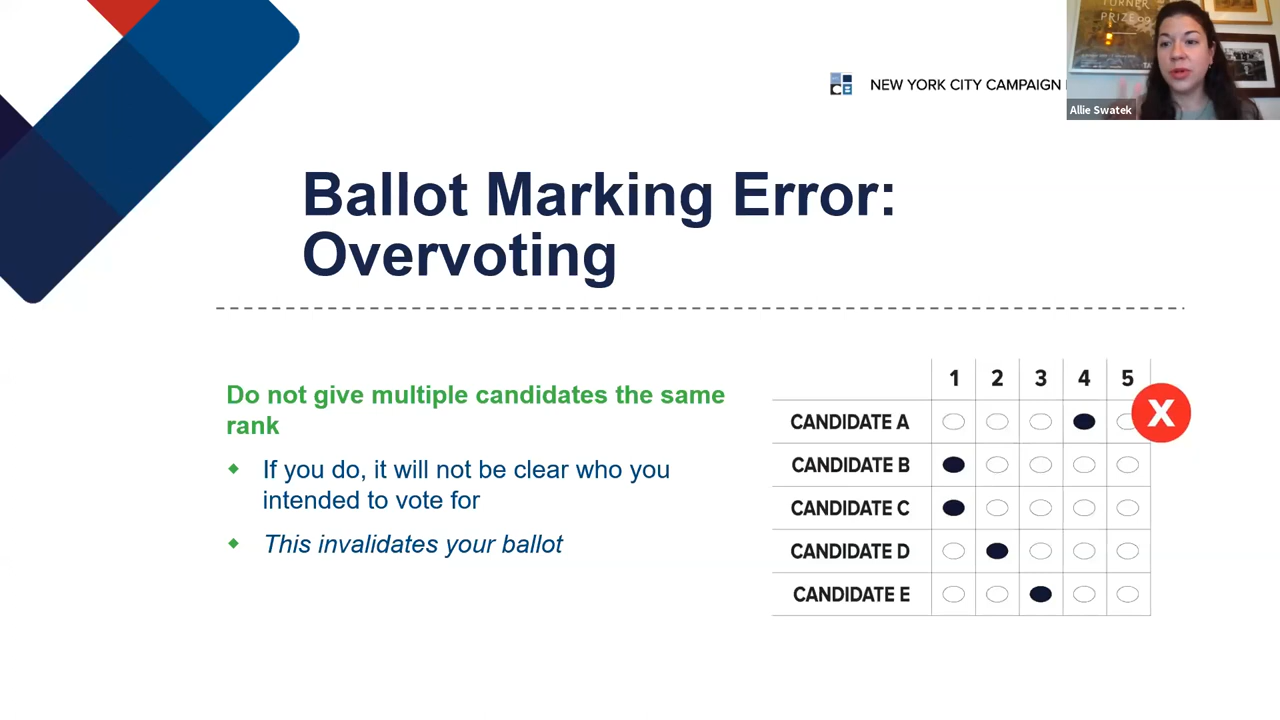 TURNER
PRIZE
NEW YORK CITY CAMPAIGN
Allie Swatek
Ballot Marking Error:
Overvoting
Do not give multiple candidates the same
rank
If you do, it will not be clear who you
intended to vote for
This invalidates your ballot
1 2 3 4 5
X
CANDIDATE A
CANDIDATE B
CANDIDATE C
CANDIDATE D
CANDIDATE E